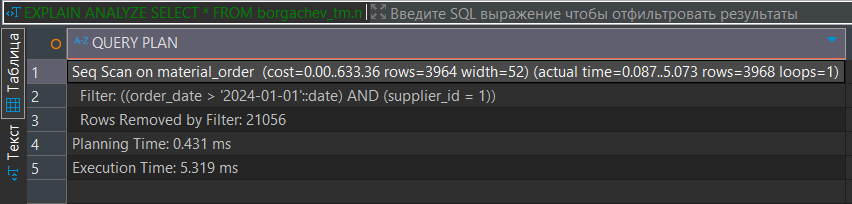 EXPLAIN ANALYZE SELECT * FROM borgachev_tm.n Введите SQL выражение чтобы отфильтровать результаты
Таблица
Текст
A-Z QUERY PLAN
1 Seq Scan on material_order (cost=0.00..633.36 rows=3964 width=52) (actual time=0.087..5.073 rows=3968 loops=1)
2 Filter: ((order_date > '2024-01-01'::date) AND (supplier_id = 1))
3 Rows Removed by Filter: 21056
4 Planning Time: 0.431 ms
5 Execution Time: 5.319 ms